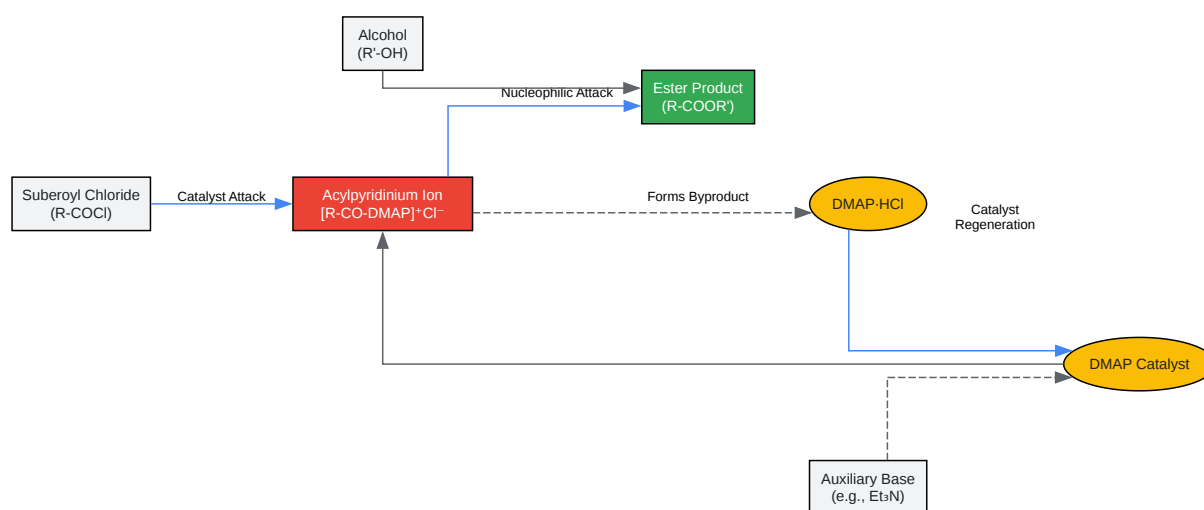 Alcohol
(R'-OH)
Nucleophilic Attack
Ester Product
(R-COOR')
Suberoyl Chloride
(R-COCl)
Catalyst Attack
Acylpyridinium Ion
[R-CO-DMAP]⁺Cl⁻
Forms Byproduct
DMAP·HCl
Catalyst
Regeneration
DMAP Catalyst
Auxiliary Base
(e.g., Et₃N)